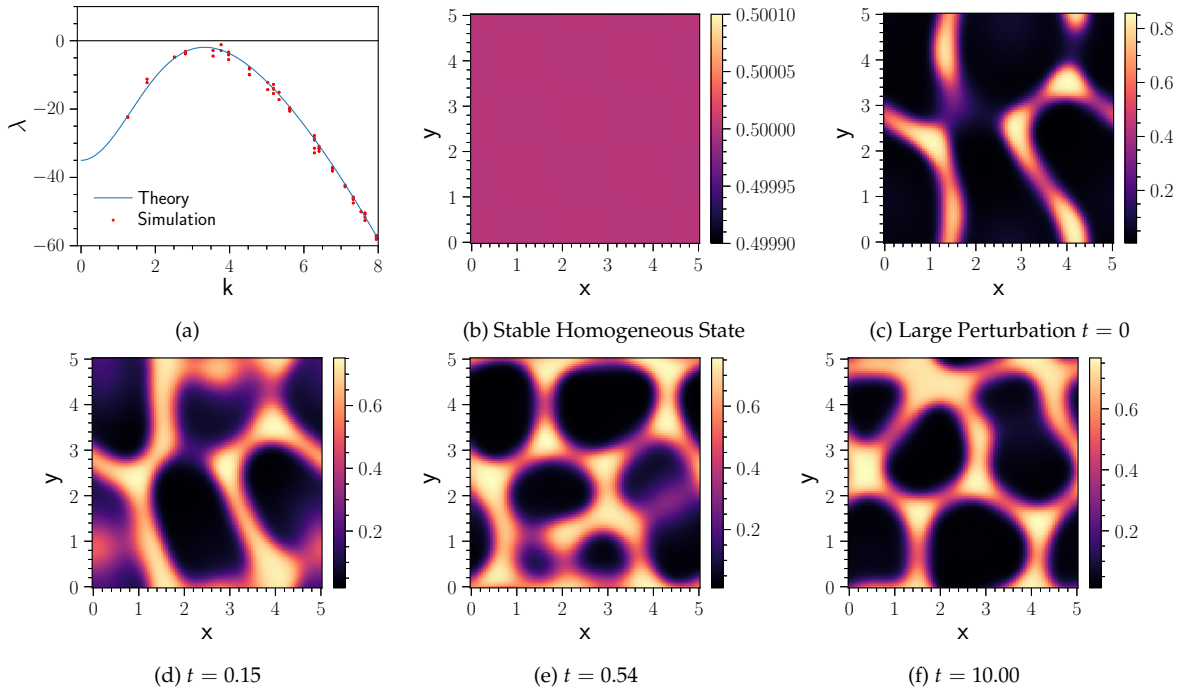 0
−20
−40
−60
λ
0 2 4 6 8
k
Theory
Simulation
(a)
5
4
3
2
1
0
y
0 1 2 3 4 5
x
0.50010
0.50005
0.50000
0.49995
0.49990
(b) Stable Homogeneous State
5
4
3
2
1
0
y
0 1 2 3 4 5
x
0.8
0.6
0.4
0.2
(c) Large Perturbation t = 0
5
4
3
2
1
0
y
0 1 2 3 4 5
x
0.6
0.4
0.2
(d) t = 0.15
5
4
3
2
1
0
y
0 1 2 3 4 5
x
0.6
0.4
0.2
(e) t = 0.54
5
4
3
2
1
0
y
0 1 2 3 4 5
x
0.6
0.4
0.2
(f) t = 10.00